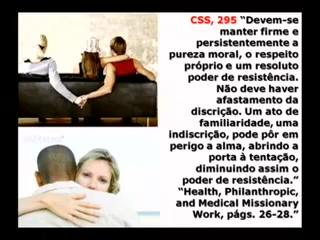 CSS, 295 “Devem-se
manter firme e
persistentemente a
pureza moral, o respeito
próprio e um resoluto
poder de resistência.
Não deve haver
afastamento da
discrição. Um ato de
familiaridade, uma
indiscrição, pode pôr em
perigo a alma, abrindo a
porta à tentação,
diminuindo assim o
poder de resistência.”
“Health, Philanthropic,
and Medical Missionary
Work, págs. 26-28.”